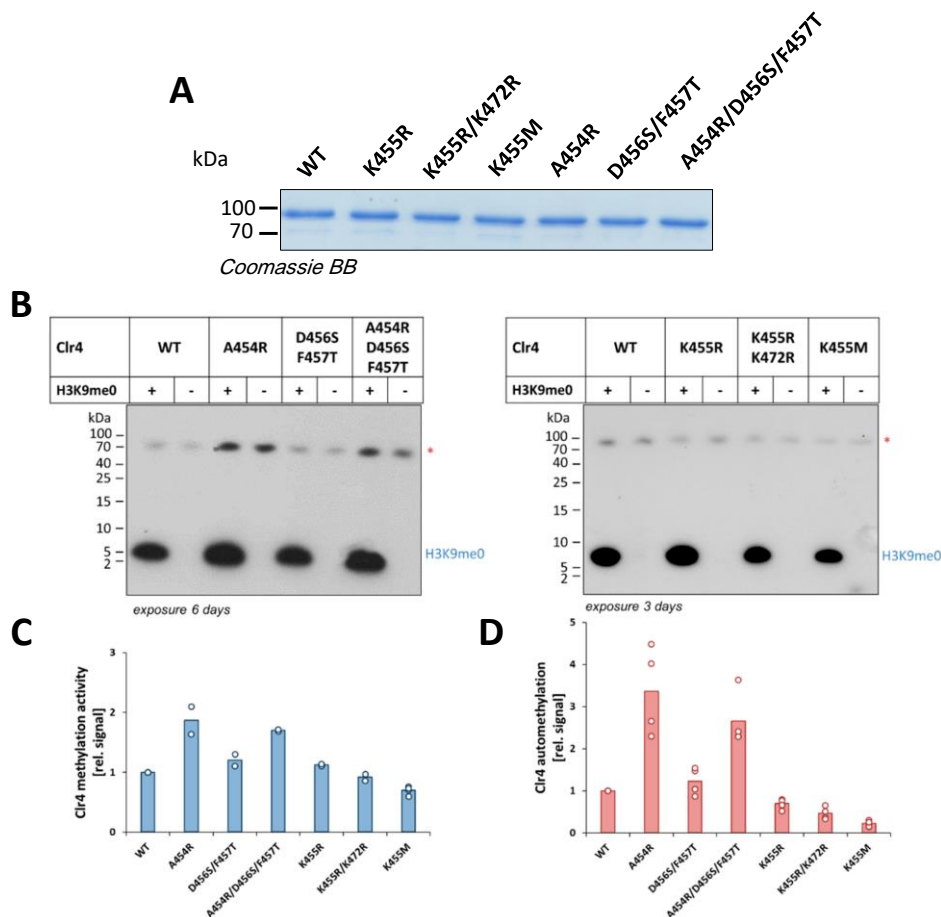 A
WT K455R K455R/K472R K455M A454R D456S/F457T A454R/D456S/F457T
kDa
100
70
Coomassie BB
B
Clr4 WT A454R D456S F457T A454R D456S F457T
H3K9me0 + - + - + - + -
kDa
100
70
40
25
15
10
5
2
*
H3K9me0
exposure 6 days
Clr4 WT K455R K455R K472R K455M
H3K9me0 + - + - + - + -
kDa
100
70
40
25
15
10
5
2
*
H3K9me0
exposure 3 days
C
Clr4 methylation activity
[rel. signal]
3
2
1
0
WT A454R D456S/F457T A454R/D456S/F457T K455R K455R/K472R K455M
D
Clr4 automethylation
[rel. signal]
5
4
3
2
1
0
WT A454R D456S/F457T A454R/D456S/F457T K455R K455R/K472R K455M